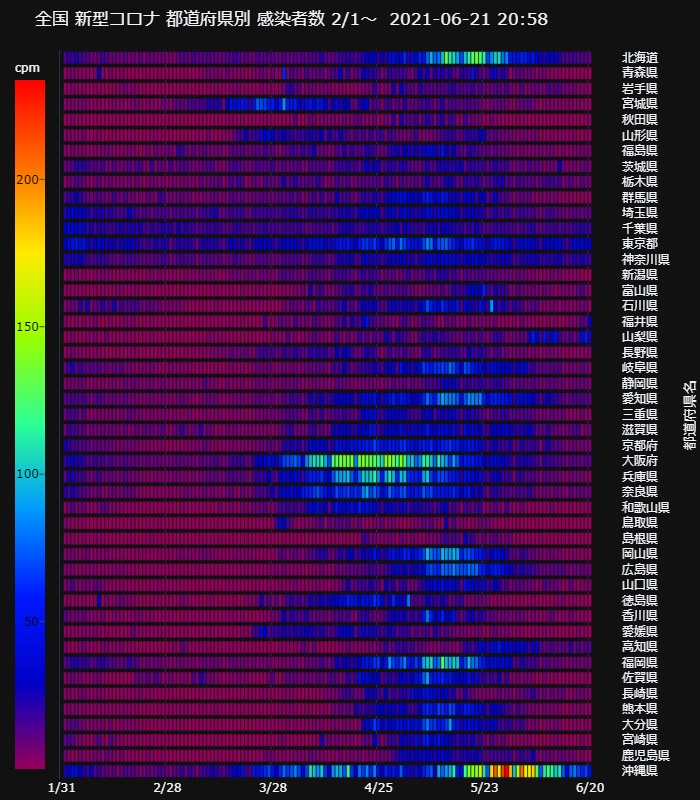 全国 新型コロナ 都道府県別 感染者数 2/1～ 2021-06-21 20:58
cpm
200
150
100
50
北海道
青森県
岩手県
宮城県
秋田県
山形県
福島県
茨城県
栃木県
群馬県
埼玉県
千葉県
東京都
神奈川県
新潟県
富山県
石川県
福井県
山梨県
長野県
岐阜県
静岡県
愛知県
三重県
滋賀県
京都府
大阪府
兵庫県
奈良県
和歌山県
鳥取県
島根県
岡山県
広島県
山口県
徳島県
香川県
愛媛県
高知県
福岡県
佐賀県
長崎県
熊本県
大分県
宮崎県
鹿児島県
沖縄県
都道府県名
1/31 2/28 3/28 4/25 5/23 6/20